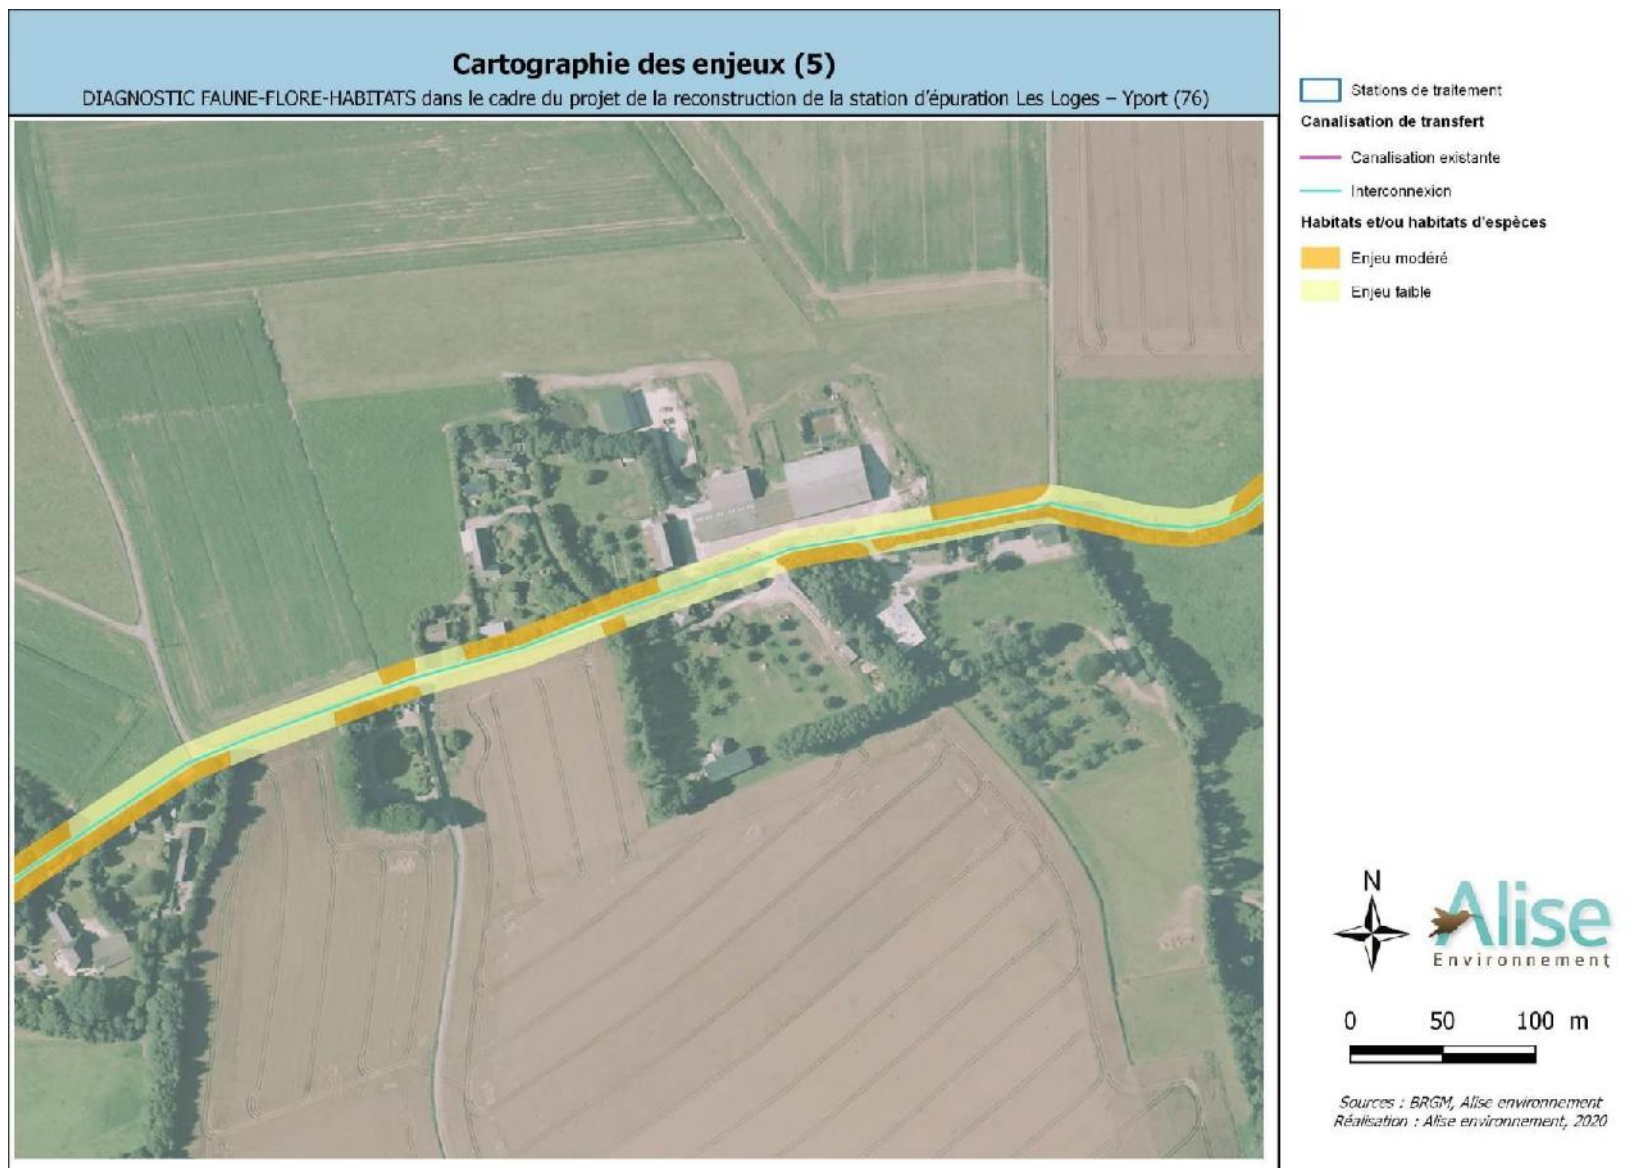 Cartographie des enjeux (5)
DIAGNOSTIC FAUNE-FLORE-HABITATS dans le cadre du projet de la reconstruction de la station d'épuration Les Loges – Yport (76)
Stations de traitement
Canalisation de transfert
Canalisation existante
Interconnexion
Habitats et/ou habitats d'espèces
Enjeu modéré
Enjeu faible
N
Alise
Environnement
0 50 100 m
Sources : BRGM, Alise environnement
Réalisation : Alise environnement, 2020